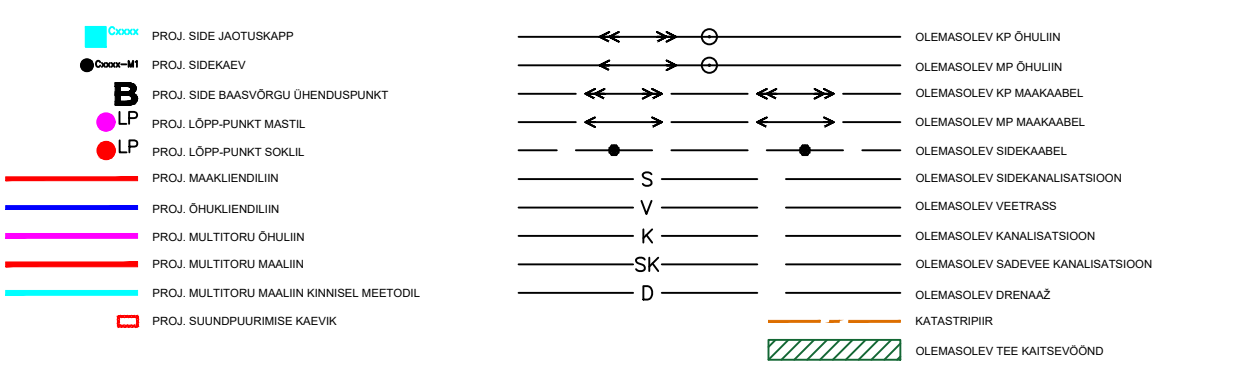 Cxxxx PROJ. SIDE JAOTUSKAPP
Cxxxx-M1 PROJ. SIDEKAEV
B PROJ. SIDE BAASVÕRGU ÜHENDUSPUNKT
LP PROJ. LÕPP-PUNKT MASTIL
LP PROJ. LÕPP-PUNKT SOKLIL
PROJ. MAAKLIENDILIIN
PROJ. ÕHUKLIENDILIIN
PROJ. MULTITORU ÕHULIIN
PROJ. MULTITORU MAALIIN
PROJ. MULTITORU MAALIIN KINNISEL MEETODIL
PROJ. SUUNDPUURIMISE KAEVIK
OLEMASOLEV KP ÕHULIIN
OLEMASOLEV MP ÕHULIIN
OLEMASOLEV KP MAAKAABEL
OLEMASOLEV MP MAAKAABEL
OLEMASOLEV SIDEKAABEL
S OLEMASOLEV SIDEKANALISATSIOON
V OLEMASOLEV VEETRASS
K OLEMASOLEV KANALISATSIOON
SK OLEMASOLEV SADEVEE KANALISATSIOON
D OLEMASOLEV DRENAAŽ
KATASTRIPIIR
OLEMASOLEV TEE KAITSEVÖÖND